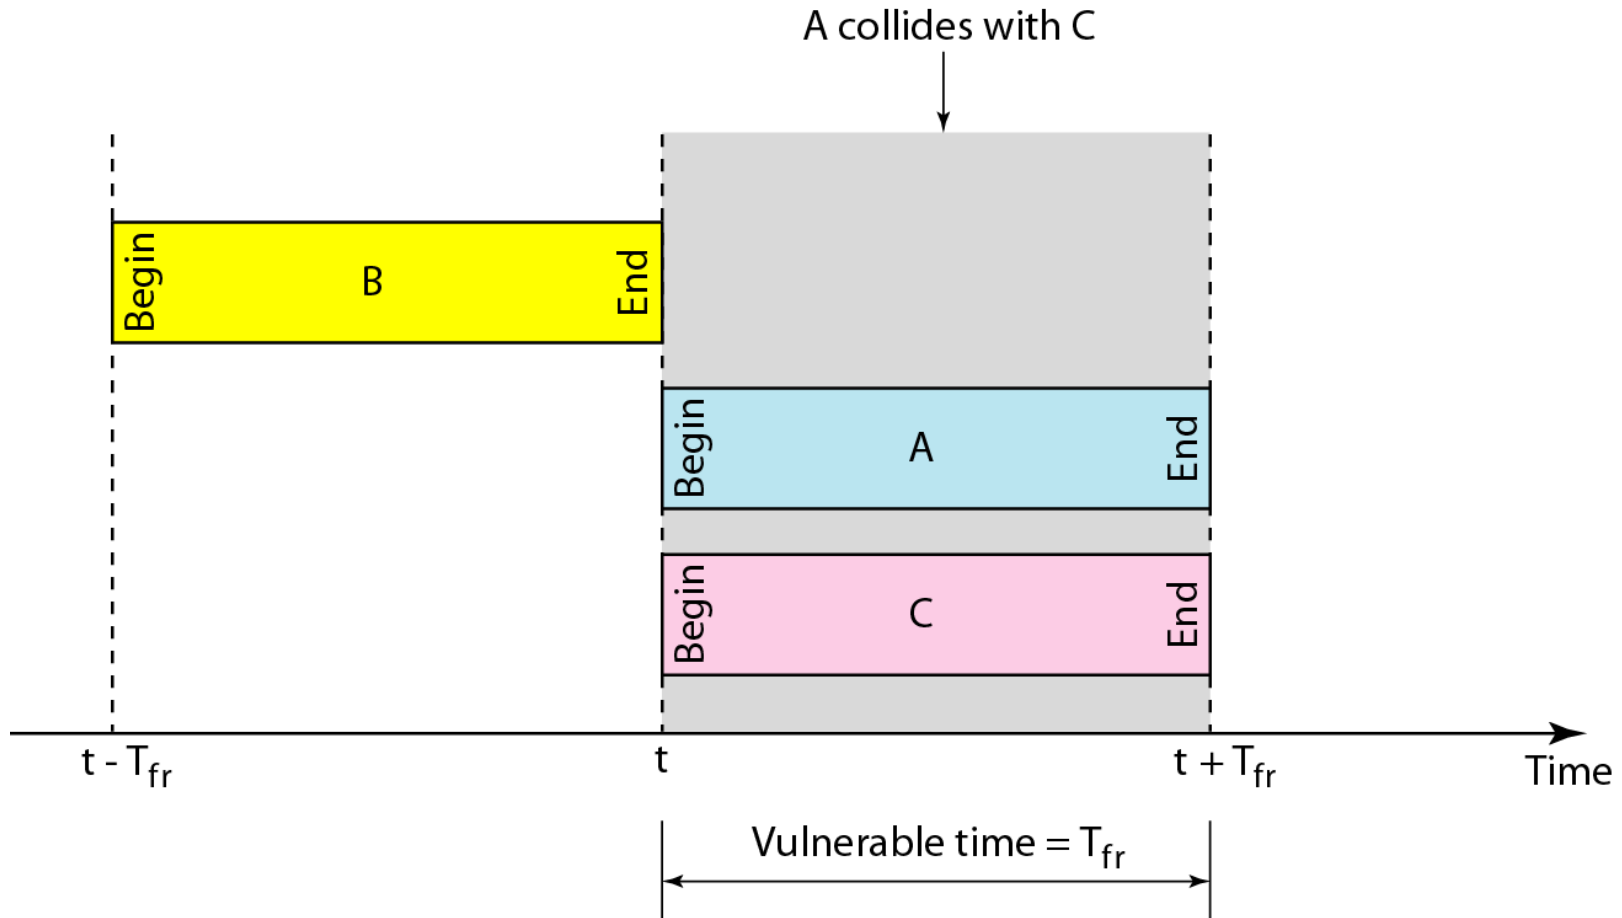 A collides with C
Begin B End
Begin A End
Begin C End
t - Tfr t t + Tfr
Time
Vulnerable time = Tfr